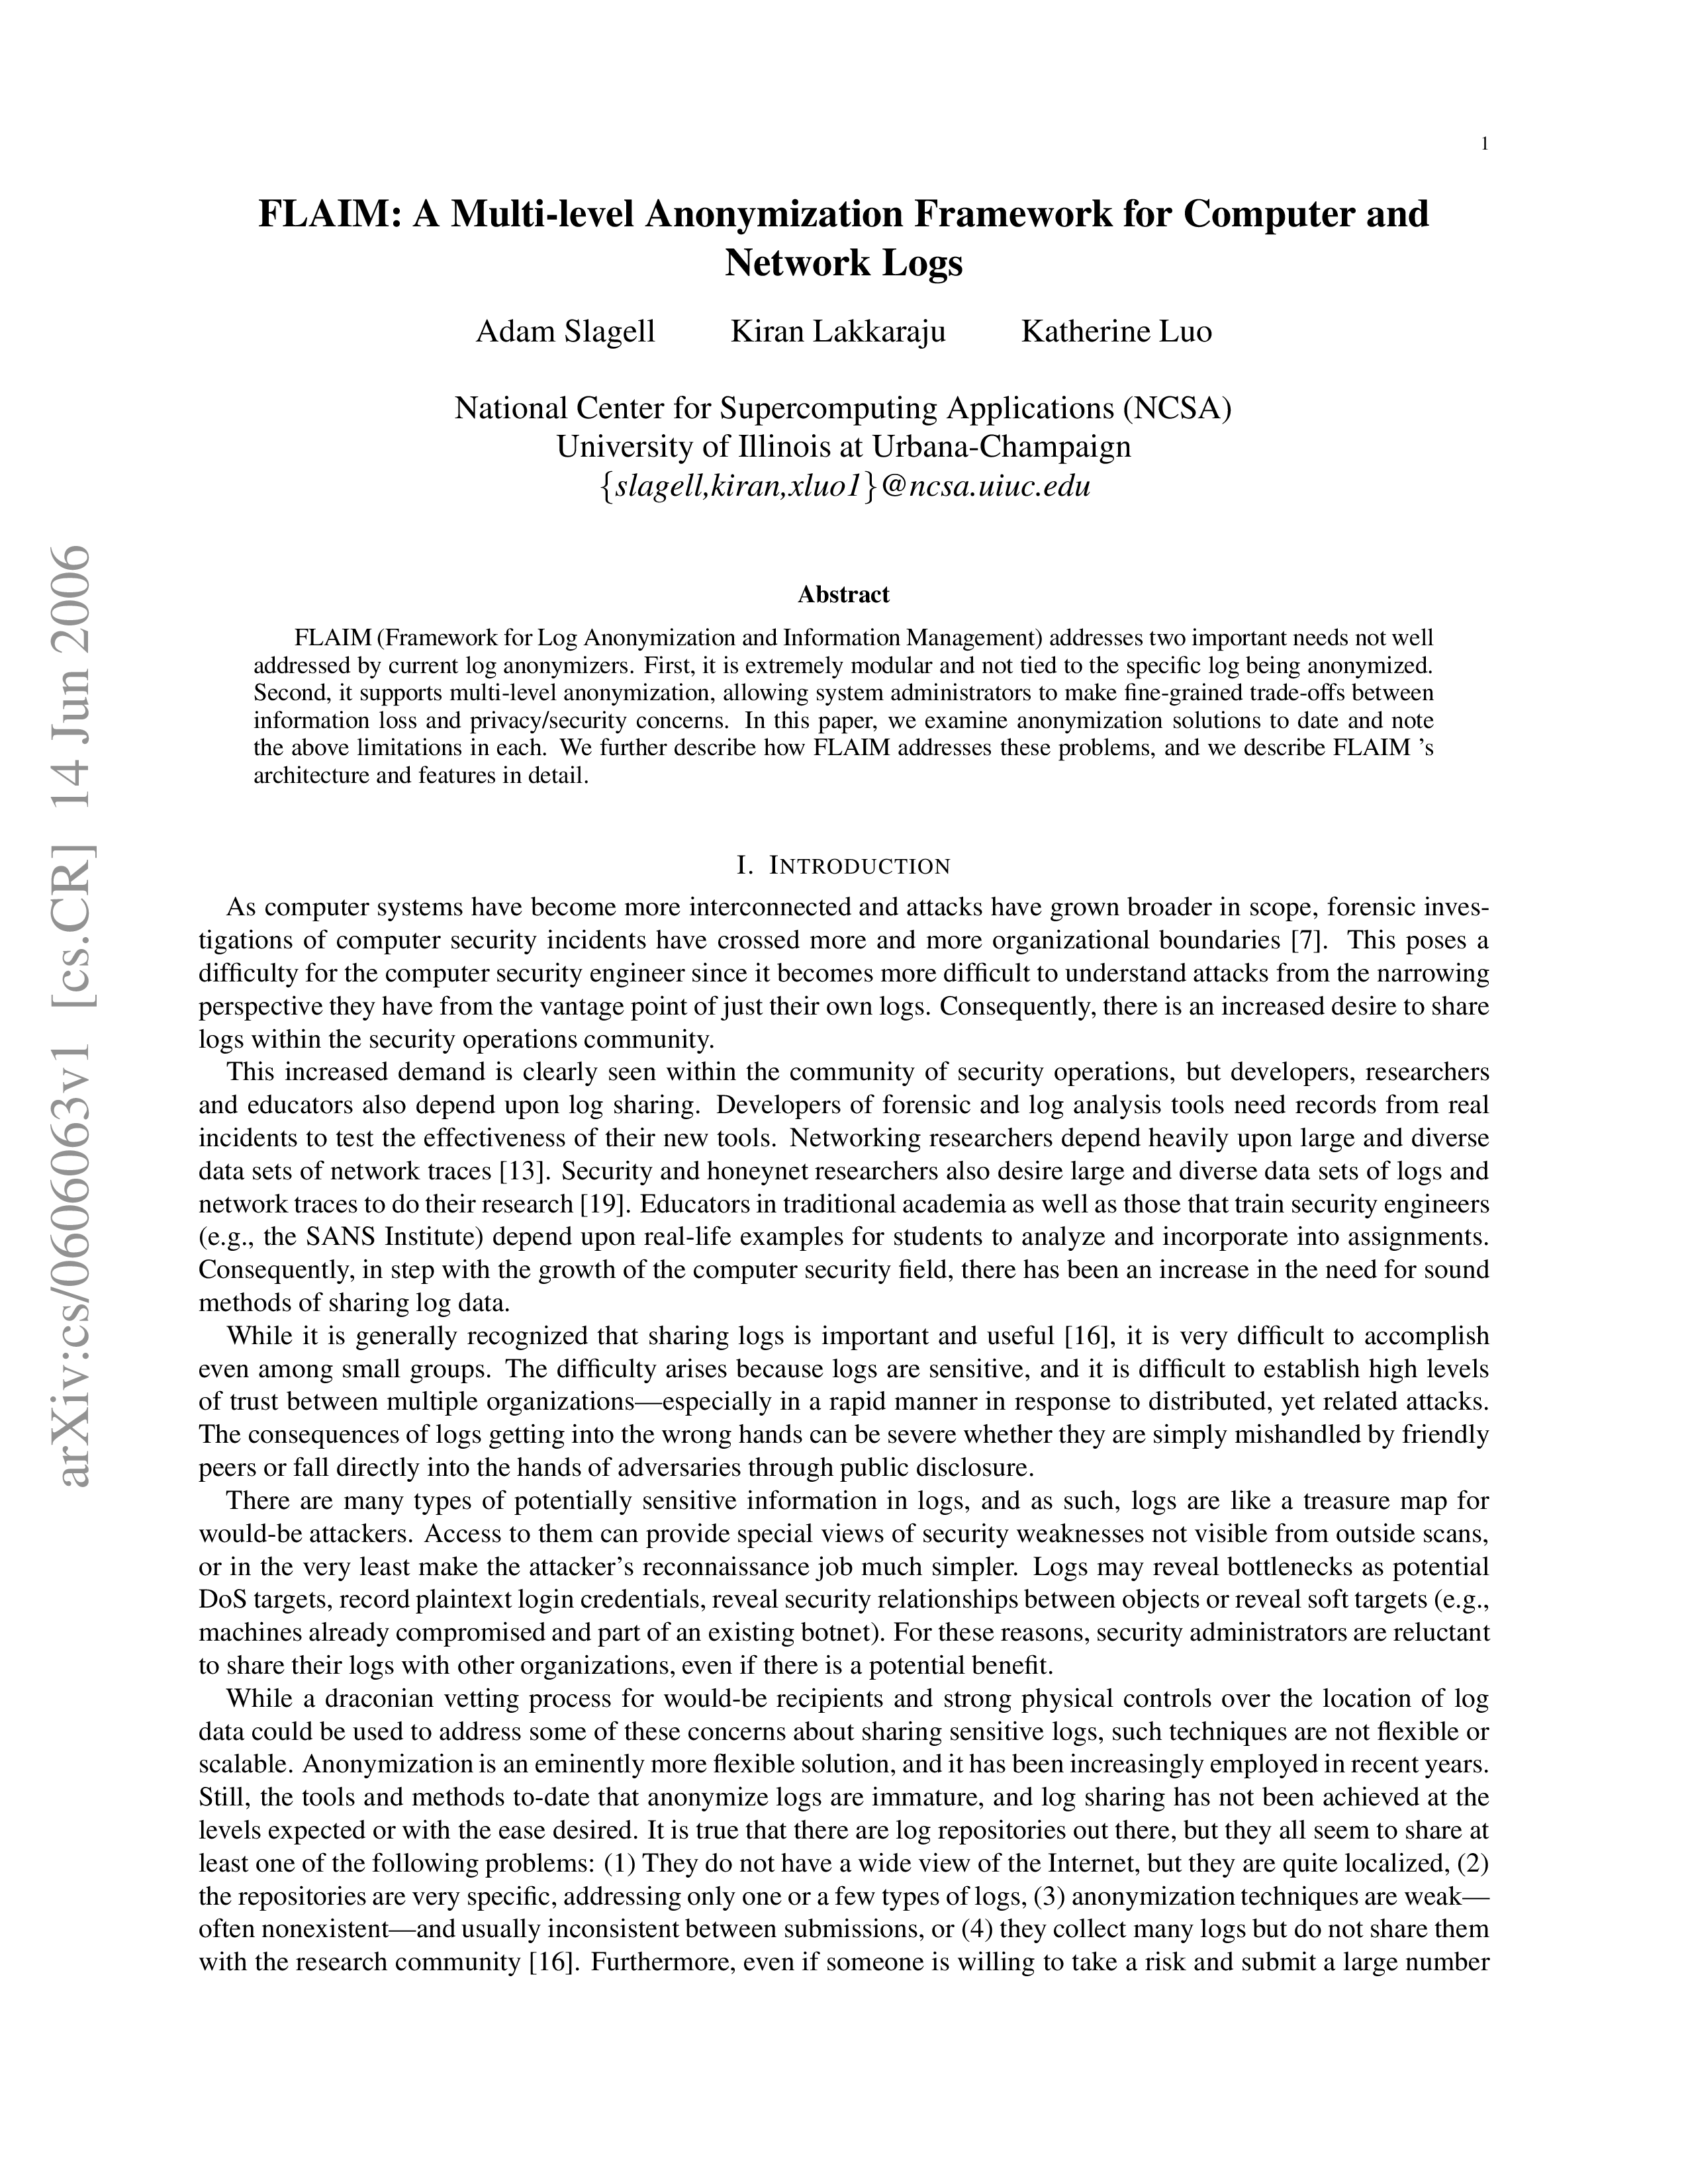 1
FLAIM: A Multi-level Anonymization Framework for Computer and
Network Logs
Adam Slagell Kiran Lakkaraju Katherine Luo
National Center for Supercomputing Applications (NCSA)
University of Illinois at Urbana-Champaign
{slagell,kiran,xluo1}@ncsa.uiuc.edu
arXiv:cs/0606063v1 [cs.CR] 14 Jun 2006
Abstract
FLAIM (Framework for Log Anonymization and Information Management) addresses two important needs not well
addressed by current log anonymizers. First, it is extremely modular and not tied to the specific log being anonymized.
Second, it supports multi-level anonymization, allowing system administrators to make fine-grained trade-offs between
information loss and privacy/security concerns. In this paper, we examine anonymization solutions to date and note
the above limitations in each. We further describe how FLAIM addresses these problems, and we describe FLAIM 's
architecture and features in detail.
I. INTRODUCTION
As computer systems have become more interconnected and attacks have grown broader in scope, forensic inves-
tigations of computer security incidents have crossed more and more organizational boundaries [7]. This poses a
difficulty for the computer security engineer since it becomes more difficult to understand attacks from the narrowing
perspective they have from the vantage point of just their own logs. Consequently, there is an increased desire to share
logs within the security operations community.
This increased demand is clearly seen within the community of security operations, but developers, researchers
and educators also depend upon log sharing. Developers of forensic and log analysis tools need records from real
incidents to test the effectiveness of their new tools. Networking researchers depend heavily upon large and diverse
data sets of network traces [13]. Security and honeynet researchers also desire large and diverse data sets of logs and
network traces to do their research [19]. Educators in traditional academia as well as those that train security engineers
(e.g., the SANS Institute) depend upon real-life examples for students to analyze and incorporate into assignments.
Consequently, in step with the growth of the computer security field, there has been an increase in the need for sound
methods of sharing log data.
While it is generally recognized that sharing logs is important and useful [16], it is very difficult to accomplish
even among small groups. The difficulty arises because logs are sensitive, and it is difficult to establish high levels
of trust between multiple organizations—especially in a rapid manner in response to distributed, yet related attacks.
The consequences of logs getting into the wrong hands can be severe whether they are simply mishandled by friendly
peers or fall directly into the hands of adversaries through public disclosure.
There are many types of potentially sensitive information in logs, and as such, logs are like a treasure map for
would-be attackers. Access to them can provide special views of security weaknesses not visible from outside scans,
or in the very least make the attacker's reconnaissance job much simpler. Logs may reveal bottlenecks as potential
DoS targets, record plaintext login credentials, reveal security relationships between objects or reveal soft targets (e.g.,
machines already compromised and part of an existing botnet). For these reasons, security administrators are reluctant
to share their logs with other organizations, even if there is a potential benefit.
While a draconian vetting process for would-be recipients and strong physical controls over the location of log
data could be used to address some of these concerns about sharing sensitive logs, such techniques are not flexible or
scalable. Anonymization is an eminently more flexible solution, and it has been increasingly employed in recent years.
Still, the tools and methods to-date that anonymize logs are immature, and log sharing has not been achieved at the
levels expected or with the ease desired. It is true that there are log repositories out there, but they all seem to share at
least one of the following problems: (1) They do not have a wide view of the Internet, but they are quite localized, (2)
the repositories are very specific, addressing only one or a few types of logs, (3) anonymization techniques are weak—
often nonexistent—and usually inconsistent between submissions, or (4) they collect many logs but do not share them
with the research community [16]. Furthermore, even if someone is willing to take a risk and submit a large number